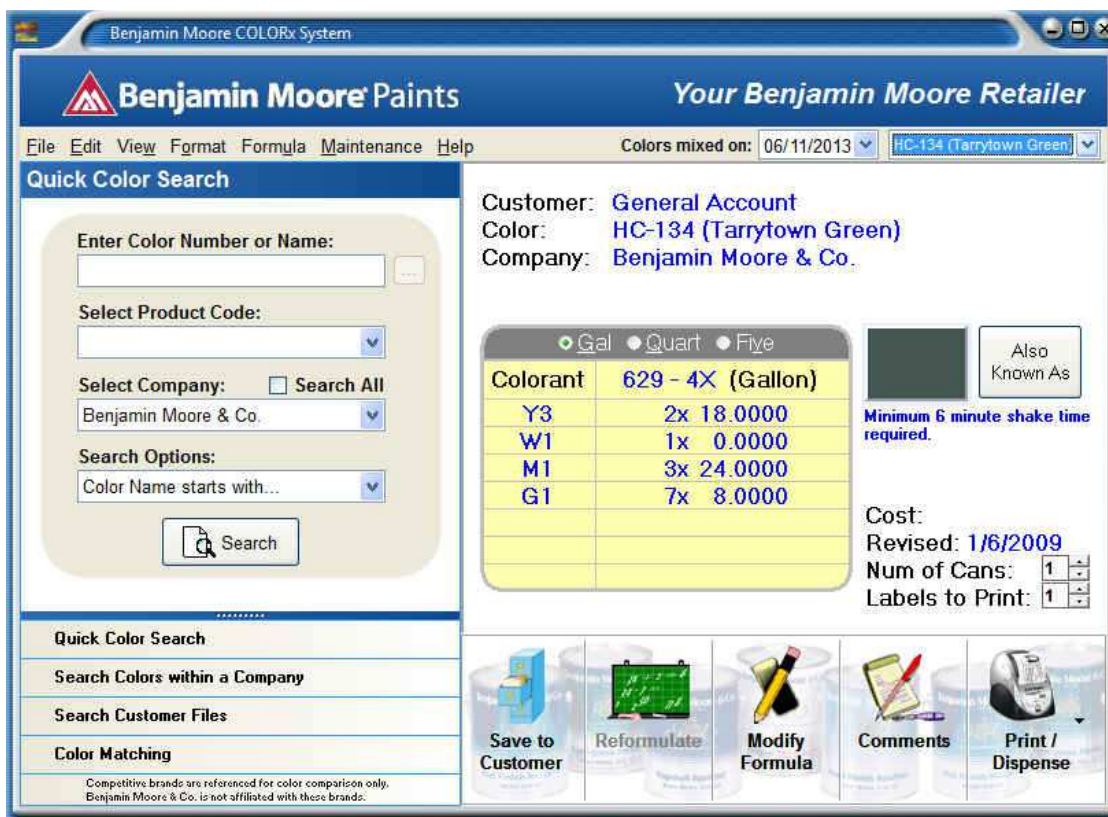 Benjamin Moore COLORx System
Benjamin Moore Paints
Your Benjamin Moore Retailer
File Edit View Format Formula Maintenance Help
Colors mixed on: 06/11/2013 HC-134 (Tarrytown Green)
Quick Color Search
Enter Color Number or Name:
...
Select Product Code:
Select Company: Search All
Benjamin Moore & Co.
Search Options:
Color Name starts with...
Search
Quick Color Search
Search Colors within a Company
Search Customer Files
Color Matching
Competitive brands are referenced for color comparison only.
Benjamin Moore & Co. is not affiliated with these brands.
Customer: General Account
Color: HC-134 (Tarrytown Green)
Company: Benjamin Moore & Co.
Gal Quart Five
Colorant 629 - 4X (Gallon)
Y3 2x 18.0000
W1 1x 0.0000
M1 3x 24.0000
G1 7x 8.0000
Also
Known As
Minimum 6 minute shake time
required.
Cost:
Revised: 1/6/2009
Num of Cans: 1
Labels to Print: 1
Save to
Customer
Reformulate
Modify
Formula
Comments
Print /
Dispense